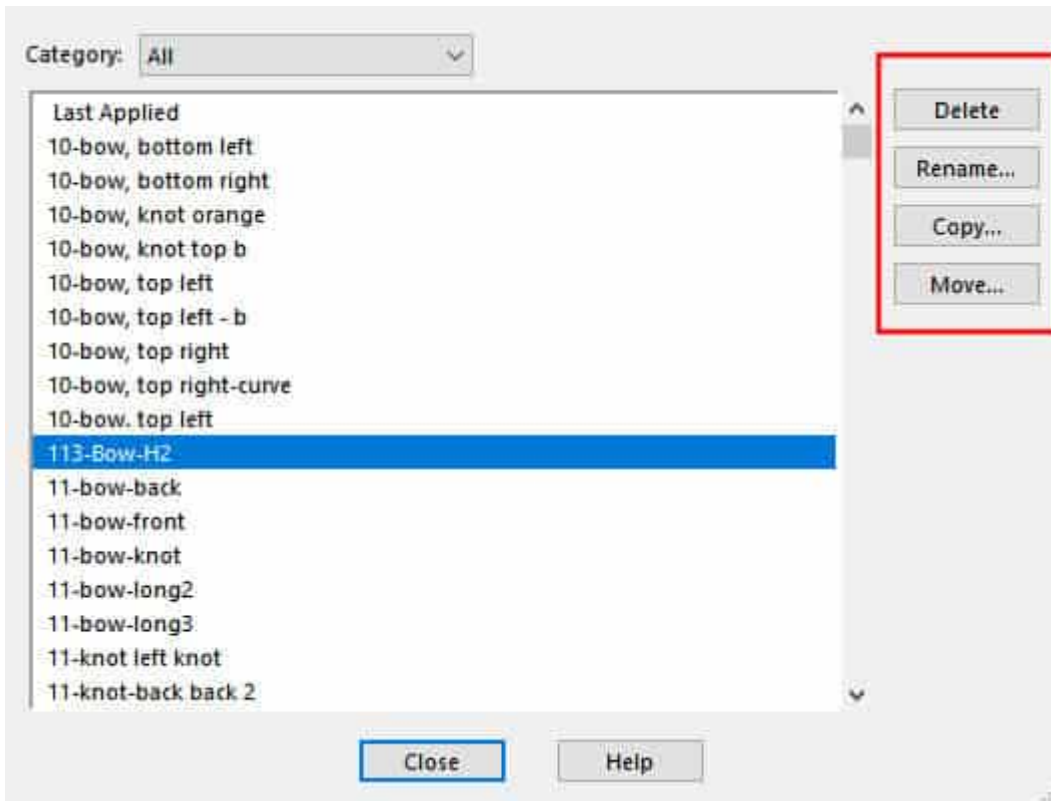 Category: All
Last Applied
10-bow, bottom left
10-bow, bottom right
10-bow, knot orange
10-bow, knot top b
10-bow, top left
10-bow, top left - b
10-bow, top right
10-bow, top right-curve
10-bow. top left
113-Bow-H2
11-bow-back
11-bow-front
11-bow-knot
11-bow-long2
11-bow-long3
11-knot left knot
11-knot-back back 2
Delete
Rename...
Copy...
Move...
Close Help